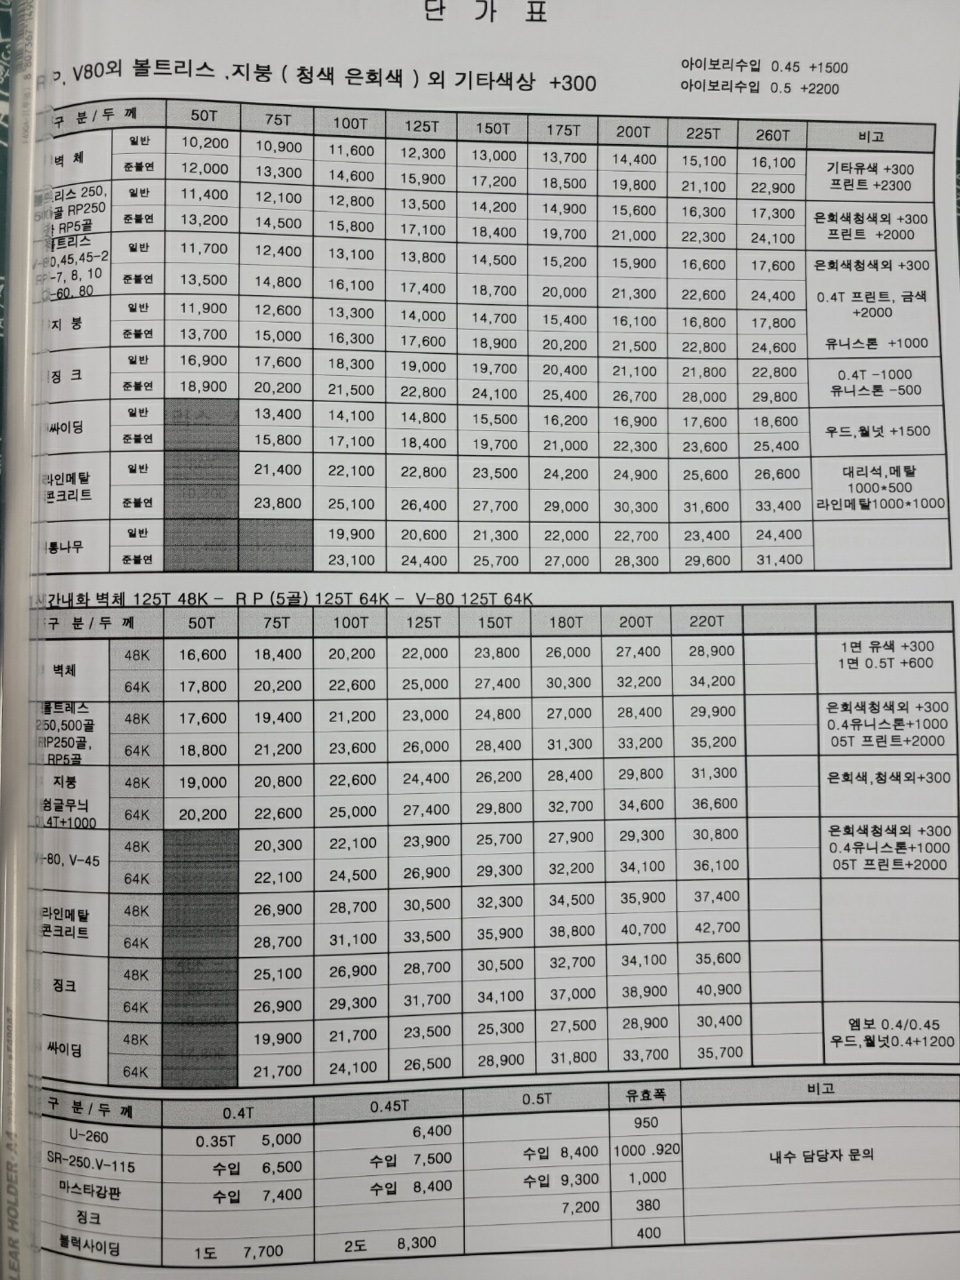 단 가 표
P, V80외 볼트리스 .지붕 ( 청색 은회색 ) 외 기타색상 +300
아이보리수입 0.45 +1500
아이보리수입 0.5 +2200
구 분 / 두 께 50T 75T 100T 125T 150T 175T 200T 225T 260T 비고
벽 체 일반 10,200 10,900 11,600 12,300 13,000 13,700 14,400 15,100 16,100 기타유색 +300
준불연 12,000 13,300 14,600 15,900 17,200 18,500 19,800 21,100 22,900 프린트 +2300
리스 250, 일반 11,400 12,100 12,800 13,500 14,200 14,900 15,600 16,300 17,300 은회색청색외 +300
골 RP250
RP5골 준불연 13,200 14,500 15,800 17,100 18,400 19,700 21,000 22,300 24,100 프린트 +2000
볼트리스 일반 11,700 12,400 13,100 13,800 14,500 15,200 15,900 16,600 17,600 은회색청색외 +300
0,45,45-2
-7, 8, 10 준불연 13,500 14,800 16,100 17,400 18,700 20,000 21,300 22,600 24,400 0.4T 프린트, 금색
-60, 80 +2000
지 붕 일반 11,900 12,600 13,300 14,000 14,700 15,400 16,100 16,800 17,800
준불연 13,700 15,000 16,300 17,600 18,900 20,200 21,500 22,800 24,600 유니스톤 +1000
징 크 일반 16,900 17,600 18,300 19,000 19,700 20,400 21,100 21,800 22,800 0.4T -1000
준불연 18,900 20,200 21,500 22,800 24,100 25,400 26,700 28,000 29,800 유니스톤 -500
싸이딩 일반 13,400 14,100 14,800 15,500 16,200 16,900 17,600 18,600 우드,월넛 +1500
준불연 15,800 17,100 18,400 19,700 21,000 22,300 23,600 25,400
라인메탈 일반 21,400 22,100 22,800 23,500 24,200 24,900 25,600 26,600 대리석,메탈
콘크리트 1000*500
준불연 23,800 25,100 26,400 27,700 29,000 30,300 31,600 33,400 라인메탈1000*1000
통나무 일반 19,900 20,600 21,300 22,000 22,700 23,400 24,400
준불연 23,100 24,400 25,700 27,000 28,300 29,600 31,400
시간내화 벽체 125T 48K - R P (5골) 125T 64K - V-80 125T 64K
구 분 / 두 께 50T 75T 100T 125T 150T 180T 200T 220T
벽체 48K 16,600 18,400 20,200 22,000 23,800 26,000 27,400 28,900 1면 유색 +300
64K 17,800 20,200 22,600 25,000 27,400 30,300 32,200 34,200 1면 0.5T +600
볼트레스 48K 17,600 19,400 21,200 23,000 24,800 27,000 28,400 29,900 은회색청색외 +300
250,500골 0.4유니스톤+1000
RIP250골, 64K 18,800 21,200 23,600 26,000 28,400 31,300 33,200 35,200 05T 프린트+2000
RP5골
지붕 48K 19,000 20,800 22,600 24,400 26,200 28,400 29,800 31,300 은회색,청색외+300
슁글무늬 64K 20,200 22,600 25,000 27,400 29,800 32,700 34,600 36,600
0.4T+1000
V-80, V-45 48K 20,300 22,100 23,900 25,700 27,900 29,300 30,800 은회색청색외 +300
0.4유니스톤+1000
64K 22,100 24,500 26,900 29,300 32,200 34,100 36,100 05T 프린트+2000
라인메탈 48K 26,900 28,700 30,500 32,300 34,500 35,900 37,400
콘크리트 64K 28,700 31,100 33,500 35,900 38,800 40,700 42,700
징크 48K 25,100 26,900 28,700 30,500 32,700 34,100 35,600
64K 26,900 29,300 31,700 34,100 37,000 38,900 40,900
싸이딩 48K 19,900 21,700 23,500 25,300 27,500 28,900 30,400 엠보 0.4/0.45
64K 21,700 24,100 26,500 28,900 31,800 33,700 35,700 우드,월넛0.4+1200
구 분 / 두 께 0.4T 0.45T 0.5T 유효폭 비고
U-260 0.35T 5,000 6,400 950
SR-250.V-115 수입 6,500 수입 7,500 수입 8,400 1000 .920 내수 담당자 문의
마스타강판 수입 7,400 수입 8,400 수입 9,300 1,000
징크 7,200 380
블럭사이딩 1도 7,700 2도 8,300 400